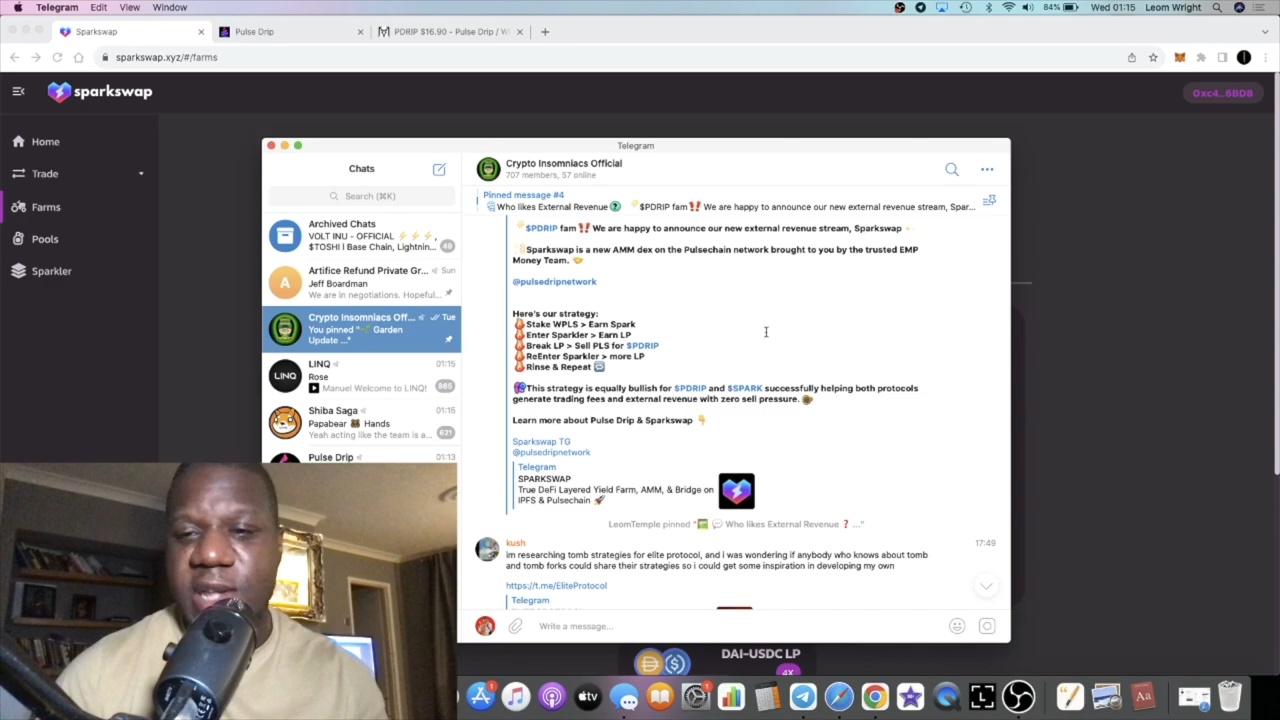 Telegram Edit View Window
84% Wed 01:15 Leom Wright
Sparkswap
Pulse Drip
PDRIP $16.90 - Pulse Drip / W
sparkswap.xyz/#/farms
sparkswap
0xc4...6BD8
Home
Trade
Farms
Pools
Sparkler
Telegram
Chats
Search (⌘K)
Archived Chats
VOLT INU - OFFICIAL ⚡⚡⚡,
$TOSHI l Base Chain, Lightnin...
49
Artifice Refund Private Gr... Sun
Jeff Boardman
We are in negotiations. Hopeful...
Crypto Insomniacs Off... Tue
You pinned "🌱 Garden
Update ..."
LINQ 01:15
Rose
Manuel Welcome to LINQ!
LINQ
Shiba Saga 01:15
Papabear 🐻 Hands
Yeah acting like the team is a...
621
Pulse Drip 01:13
Crypto Insomniacs Official
707 members, 57 online
Pinned message #4
Who likes External Revenue❓ ⚡$PDRIP fam‼️ We are happy to announce our new external revenue stream, Spar...
⚡$PDRIP fam‼️ We are happy to announce our new external revenue stream, Sparkswap ✨
✨Sparkswap is a new AMM dex on the Pulsechain network brought to you by the trusted EMP
Money Team. 🤝
@pulsedripnetwork
Here's our strategy:
Stake WPLS > Earn Spark
Enter Sparkler > Earn LP
Break LP > Sell PLS for $PDRIP
ReEnter Sparkler > more LP
Rinse & Repeat 🔁
This strategy is equally bullish for $PDRIP and $SPARK successfully helping both protocols
generate trading fees and external revenue with zero sell pressure.
Learn more about Pulse Drip & Sparkswap 👇
Sparkswap TG
@pulsedripnetwork
Telegram
SPARKSWAP
True DeFi Layered Yield Farm, AMM, & Bridge on
IPFS & Pulsechain 🚀
LeomTemple pinned "🖼 💬 Who likes External Revenue ❓ ..."
kush 17:49
im researching tomb strategies for elite protocol, and i was wondering if anybody who knows about tomb
and tomb forks could share their strategies so i could get some inspiration in developing my own
https://t.me/EliteProtocol
Telegram
Write a message...
DAI-USDC LP
4X